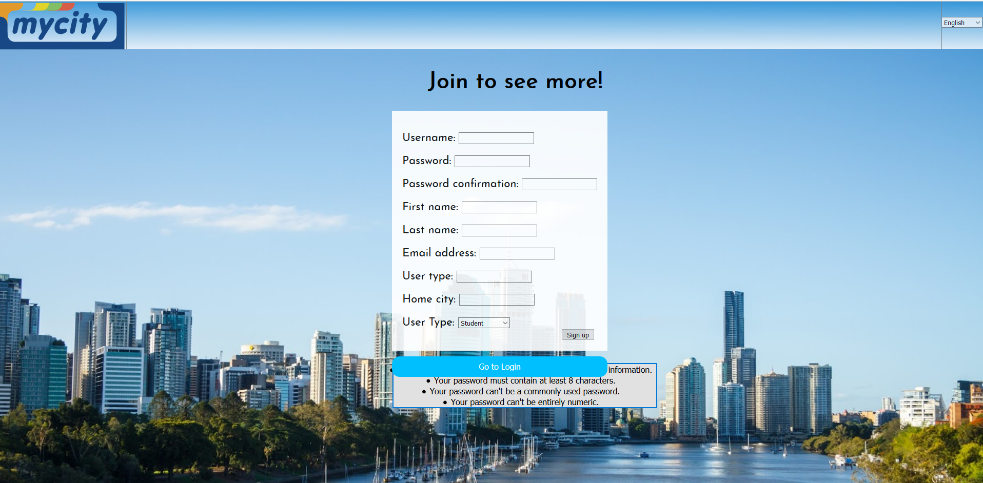 mycity
English
Join to see more!
Username:
Password:
Password confirmation:
First name:
Last name:
Email address:
User type:
Home city:
User Type: Student
Sign up
Go to Login
information.
• Your password must contain at least 8 characters.
• Your password can't be a commonly used password.
• Your password can't be entirely numeric.